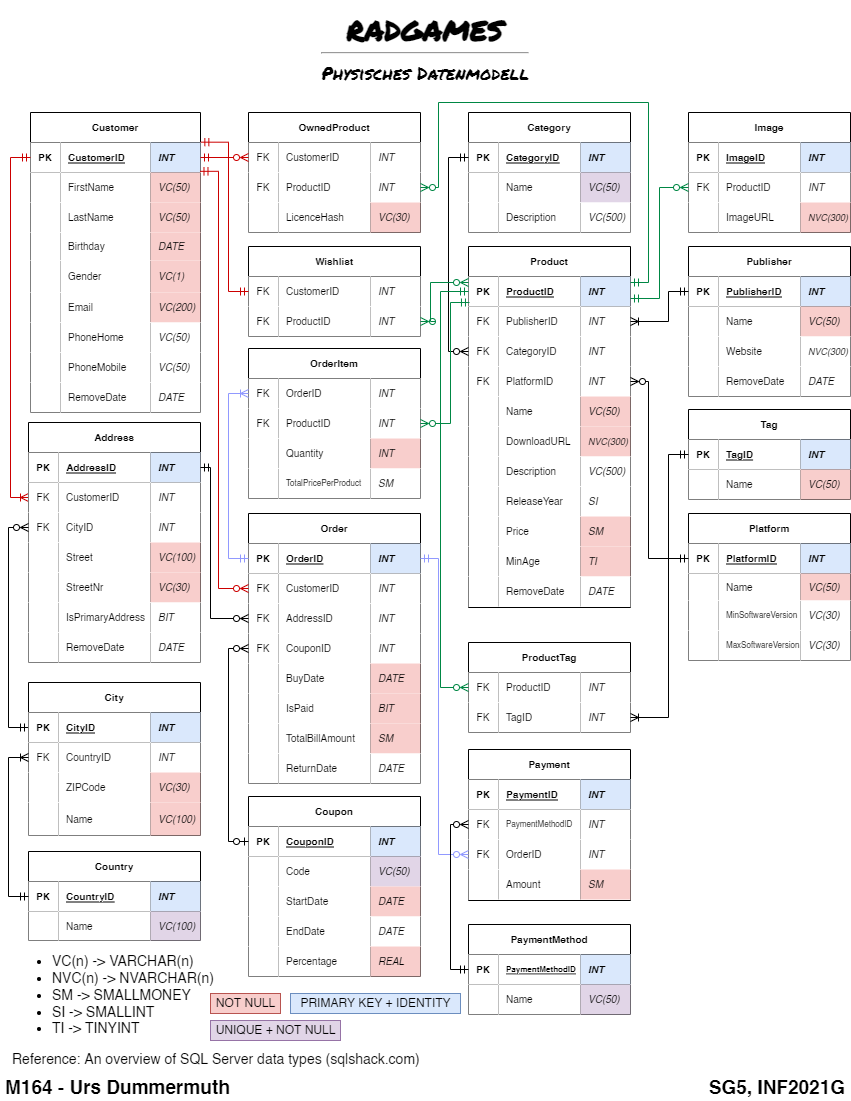 RADGAMES
PHYSISCHES DATENMODELL
Customer
PK CustomerID INT
FirstName VC(50)
LastName VC(50)
Birthday DATE
Gender VC(1)
Email VC(200)
PhoneHome VC(50)
PhoneMobile VC(50)
RemoveDate DATE
Address
PK AddressID INT
FK CustomerID INT
FK CityID INT
Street VC(100)
StreetNr VC(30)
IsPrimaryAddress BIT
RemoveDate DATE
City
PK CityID INT
FK CountryID INT
ZIPCode VC(30)
Name VC(100)
Country
PK CountryID INT
Name VC(100)
OwnedProduct
FK CustomerID INT
FK ProductID INT
LicenceHash VC(30)
Wishlist
FK CustomerID INT
FK ProductID INT
OrderItem
FK OrderID INT
FK ProductID INT
Quantity INT
TotalPricePerProduct SM
Order
PK OrderID INT
FK CustomerID INT
FK AddressID INT
FK CouponID INT
BuyDate DATE
IsPaid BIT
TotalBillAmount SM
ReturnDate DATE
Coupon
PK CouponID INT
Code VC(50)
StartDate DATE
EndDate DATE
Percentage REAL
Category
PK CategoryID INT
Name VC(50)
Description VC(500)
Product
PK ProductID INT
FK PublisherID INT
FK CategoryID INT
FK PlatformID INT
Name VC(50)
DownloadURL NVC(300)
Description VC(500)
ReleaseYear SI
Price SM
MinAge TI
RemoveDate DATE
ProductTag
FK ProductID INT
FK TagID INT
Payment
PK PaymentID INT
FK PaymentMethodID INT
FK OrderID INT
Amount SM
PaymentMethod
PK PaymentMethodID INT
Name VC(50)
Image
PK ImageID INT
FK ProductID INT
ImageURL NVC(300)
Publisher
PK PublisherID INT
Name VC(50)
Website NVC(300)
RemoveDate DATE
Tag
PK TagID INT
Name VC(50)
Platform
PK PlatformID INT
Name VC(50)
MinSoftwareVersion VC(30)
MaxSoftwareVersion VC(30)
• VC(n) -> VARCHAR(n)
• NVC(n) -> NVARCHAR(n)
• SM -> SMALLMONEY
• SI -> SMALLINT
• TI -> TINYINT
NOT NULL
PRIMARY KEY + IDENTITY
UNIQUE + NOT NULL
Reference: An overview of SQL Server data types (sqlshack.com)
M164 - Urs Dummermuth
SG5, INF2021G